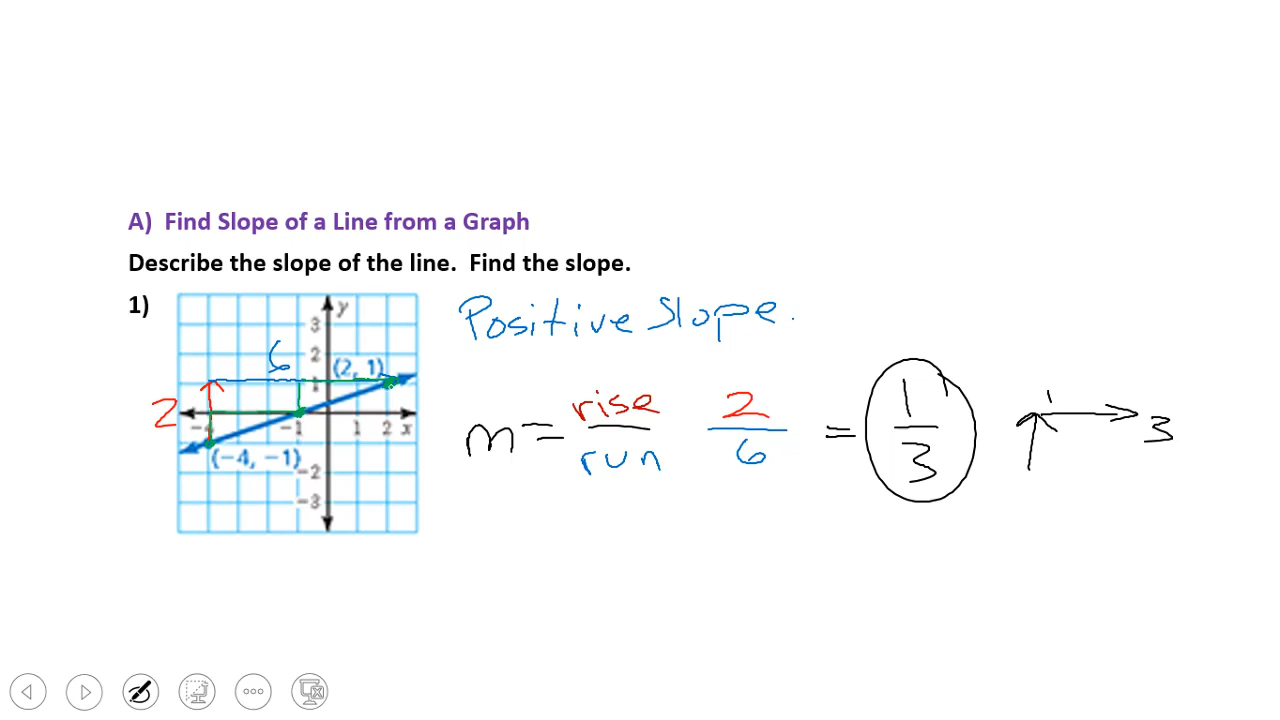 A) Find Slope of a Line from a Graph
Describe the slope of the line. Find the slope.
1)
y
3
2
1
(2, 1)
6
2
-4
-1
1
2
x
(−4, −1)
−2
−3
Positive Slope.
m = rise/run 2/6 = 1/3
1
3